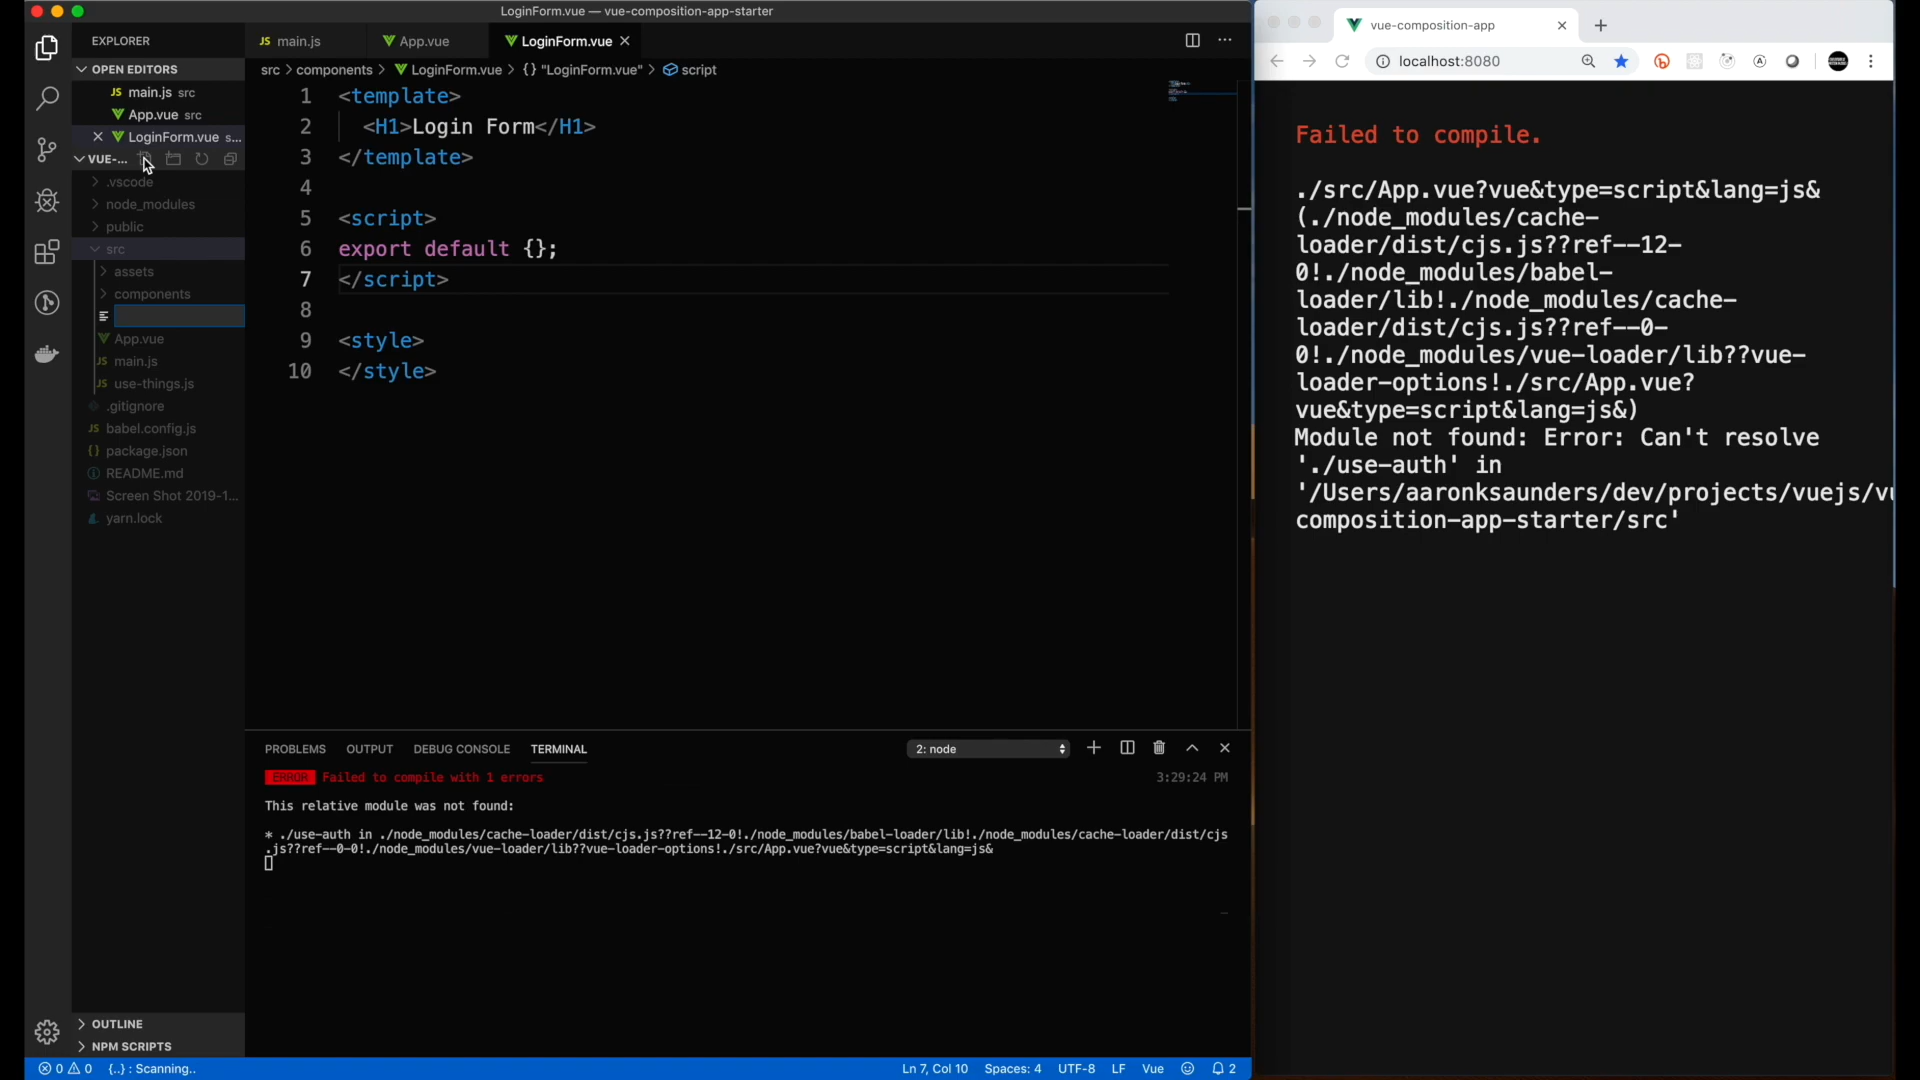 LoginForm.vue — vue-composition-app-starter
EXPLORER
OPEN EDITORS
JS main.js src
App.vue src
LoginForm.vue s...
VUE-...
.vscode
node_modules
public
src
assets
components
App.vue
JS main.js
JS use-things.js
.gitignore
JS babel.config.js
{} package.json
README.md
Screen Shot 2019-1...
yarn.lock
OUTLINE
NPM SCRIPTS
JS main.js
App.vue
LoginForm.vue
src > components > LoginForm.vue > {} "LoginForm.vue" > script
1 <template>
2 <H1>Login Form</H1>
3 </template>
4
5 <script>
6 export default {};
7 </script>
8
9 <style>
10 </style>
PROBLEMS OUTPUT DEBUG CONSOLE TERMINAL 2: node
ERROR Failed to compile with 1 errors 3:29:24 PM
This relative module was not found:
* ./use-auth in ./node_modules/cache-loader/dist/cjs.js??ref--12-0!./node_modules/babel-loader/lib!./node_modules/cache-loader/dist/cjs
.js??ref--0-0!./node_modules/vue-loader/lib??vue-loader-options!./src/App.vue?vue&type=script&lang=js&
0 0 {..} : Scanning.. Ln 7, Col 10 Spaces: 4 UTF-8 LF Vue 2
vue-composition-app
localhost:8080
Failed to compile.
./src/App.vue?vue&type=script&lang=js&
(./node_modules/cache-
loader/dist/cjs.js??ref--12-
0!./node_modules/babel-
loader/lib!./node_modules/cache-
loader/dist/cjs.js??ref--0-
0!./node_modules/vue-loader/lib??vue-
loader-options!./src/App.vue?
vue&type=script&lang=js&)
Module not found: Error: Can't resolve
'./use-auth' in
'/Users/aaronksaunders/dev/projects/vuejs/vu
composition-app-starter/src'